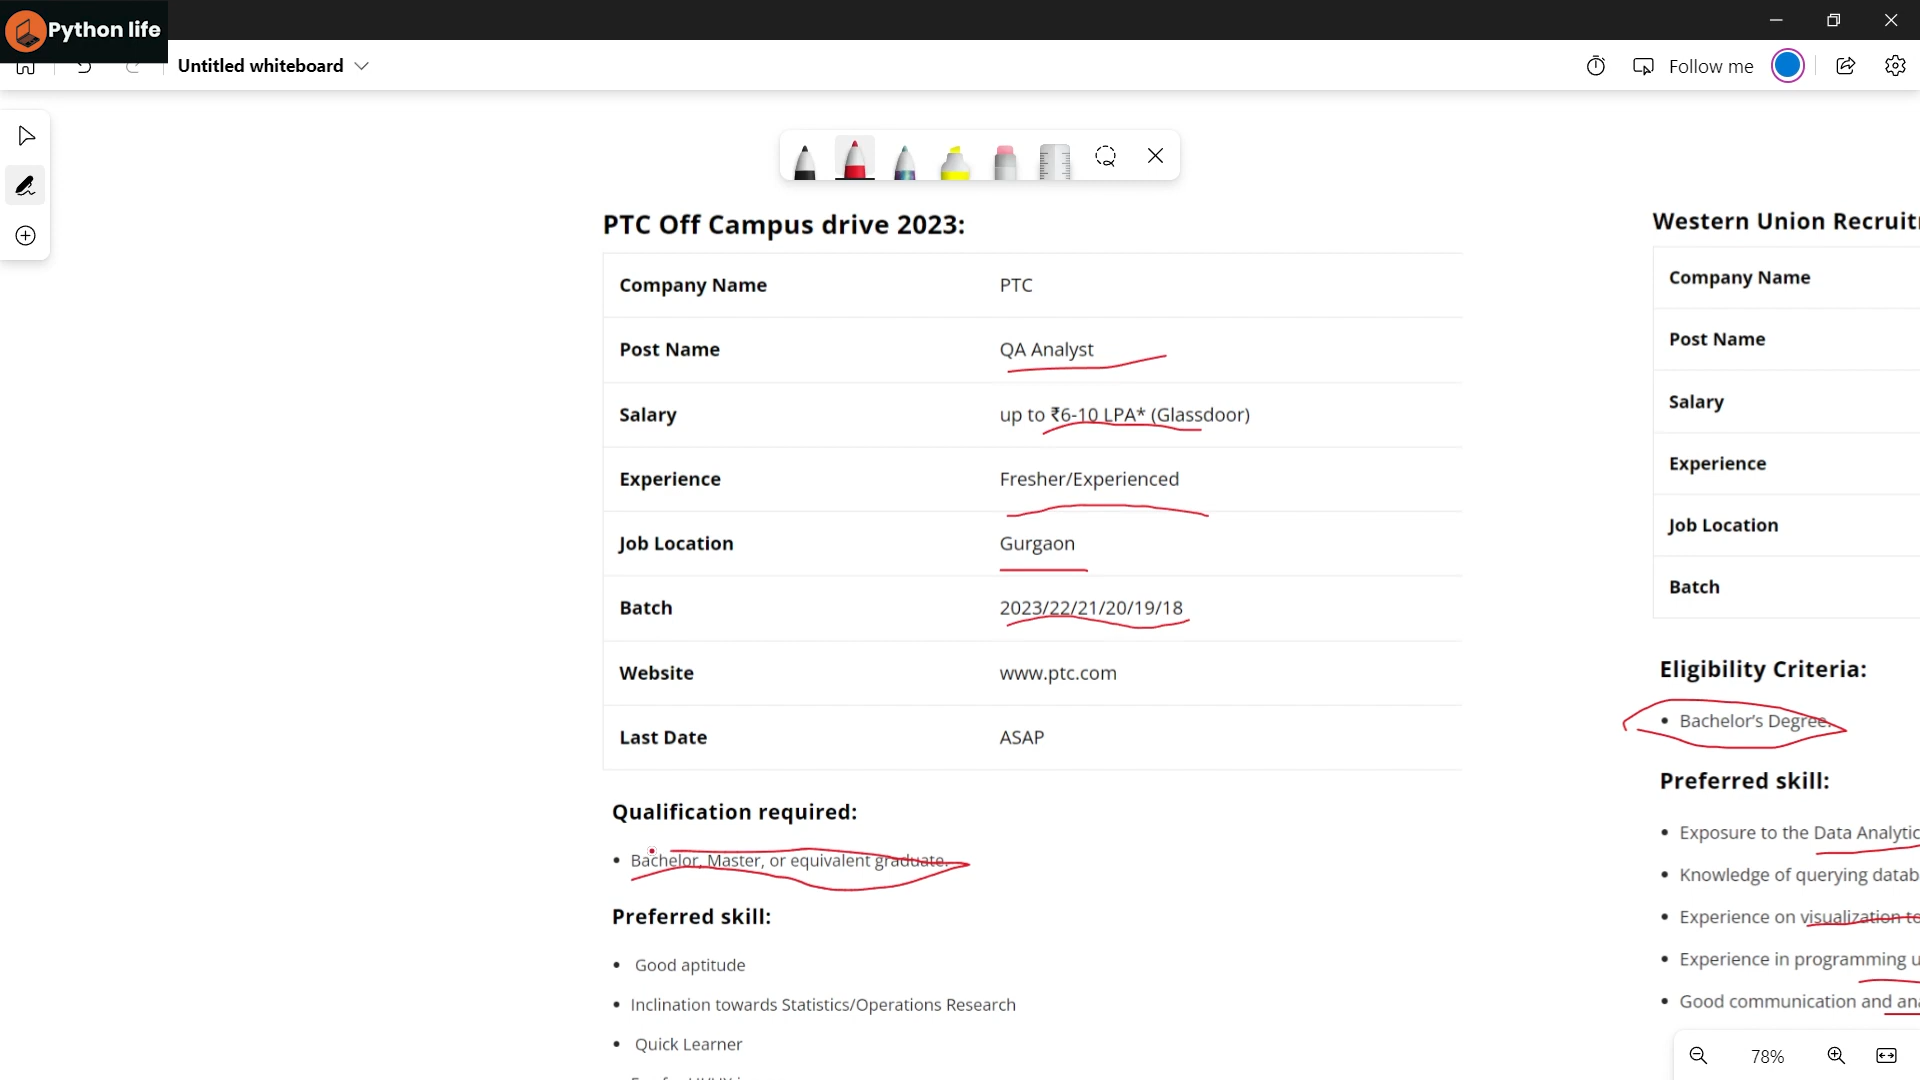 Python life
Untitled whiteboard
Follow me
PTC Off Campus drive 2023:
Company Name PTC
Post Name QA Analyst
Salary up to ₹6-10 LPA* (Glassdoor)
Experience Fresher/Experienced
Job Location Gurgaon
Batch 2023/22/21/20/19/18
Website www.ptc.com
Last Date ASAP
Qualification required:
• Bachelor, Master, or equivalent graduate.
Preferred skill:
• Good aptitude
• Inclination towards Statistics/Operations Research
• Quick Learner
Western Union
Company Name
Post Name
Salary
Experience
Job Location
Batch
Eligibility Criteria:
• Bachelor’s Degree.
Preferred skill:
• Exposure to the Data
• Knowledge of querying
• Experience on visualization
• Experience in programming
• Good communication and
78%